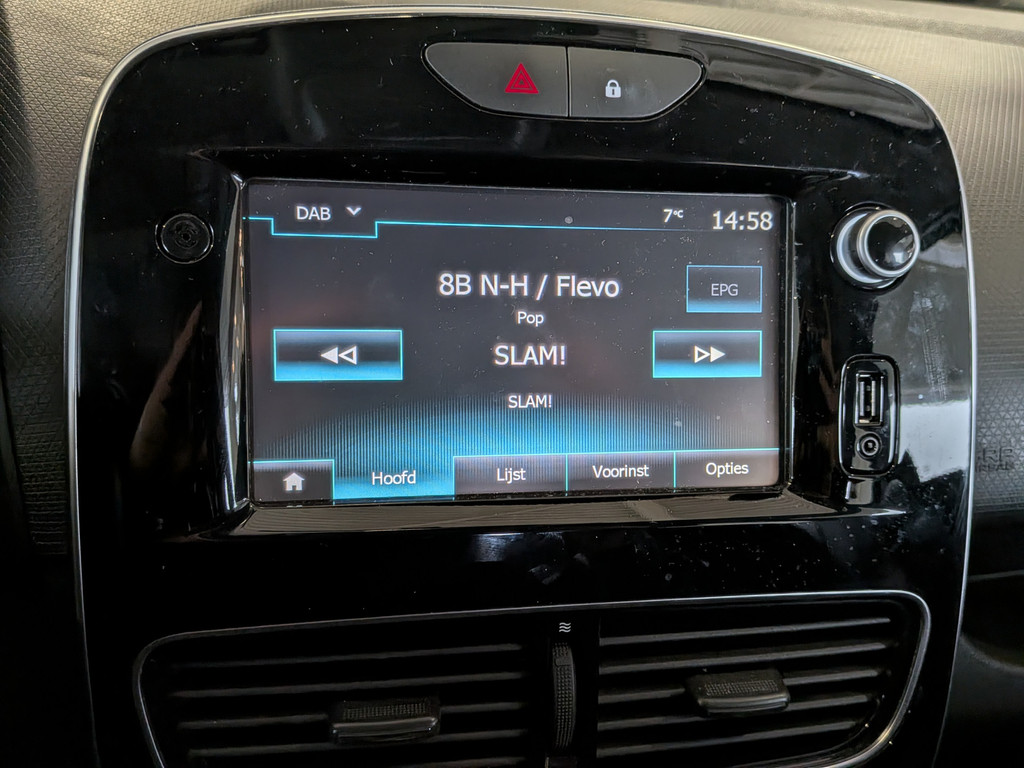 DAB
7°C
14:58
8B N-H / Flevo
EPG
Pop
SLAM!
SLAM!
Hoofd
Lijst
Voorinst
Opties